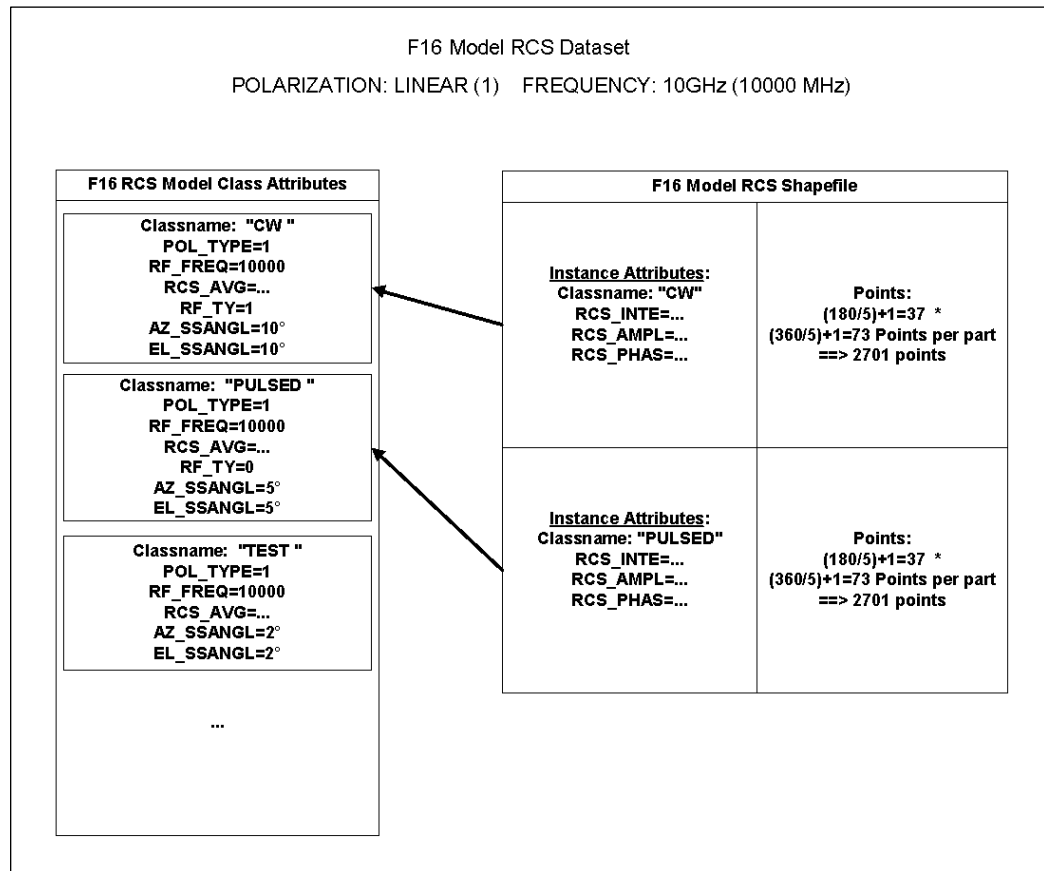 F16 Model RCS Dataset
POLARIZATION: LINEAR (1) FREQUENCY: 10GHz (10000 MHz)
F16 RCS Model Class Attributes
Classname: "CW "
POL_TYPE=1
RF_FREQ=10000
RCS_AVG=...
RF_TY=1
AZ_SSANGL=10°
EL_SSANGL=10°
Classname: "PULSED "
POL_TYPE=1
RF_FREQ=10000
RCS_AVG=...
RF_TY=0
AZ_SSANGL=5°
EL_SSANGL=5°
Classname: "TEST "
POL_TYPE=1
RF_FREQ=10000
RCS_AVG=...
AZ_SSANGL=2°
EL_SSANGL=2°
...
F16 Model RCS Shapefile
Instance Attributes:
Classname: "CW"
RCS_INTE=...
RCS_AMPL=...
RCS_PHAS=...
Points:
(180/5)+1=37 *
(360/5)+1=73 Points per part
==> 2701 points
Instance Attributes:
Classname: "PULSED"
RCS_INTE=...
RCS_AMPL=...
RCS_PHAS=...
Points:
(180/5)+1=37 *
(360/5)+1=73 Points per part
==> 2701 points